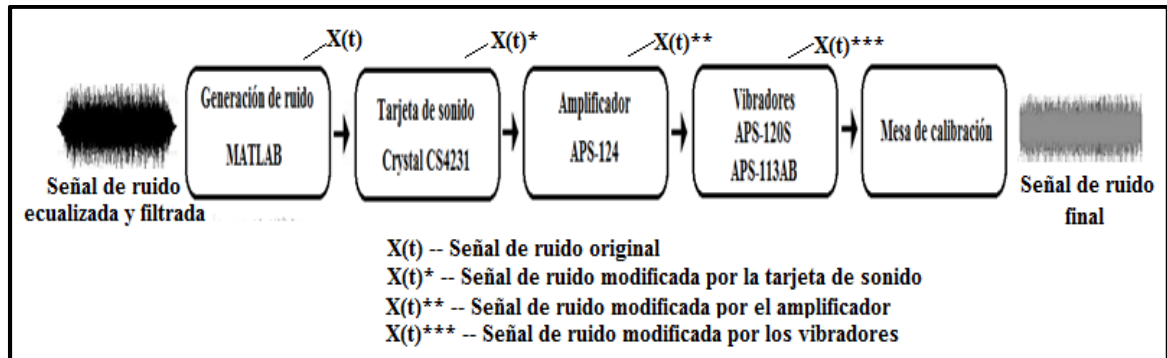 X(t)
X(t)*
X(t)**
X(t)***
Generación de ruido
MATLAB
Tarjeta de sonido
Crystal CS4231
Amplificador
APS-124
Vibradores
APS-120S
APS-113AB
Mesa de calibración
Señal de ruido
ecualizada y filtrada
Señal de ruido
final
X(t) -- Señal de ruido original
X(t)* -- Señal de ruido modificada por la tarjeta de sonido
X(t)** -- Señal de ruido modificada por el amplificador
X(t)*** -- Señal de ruido modificada por los vibradores